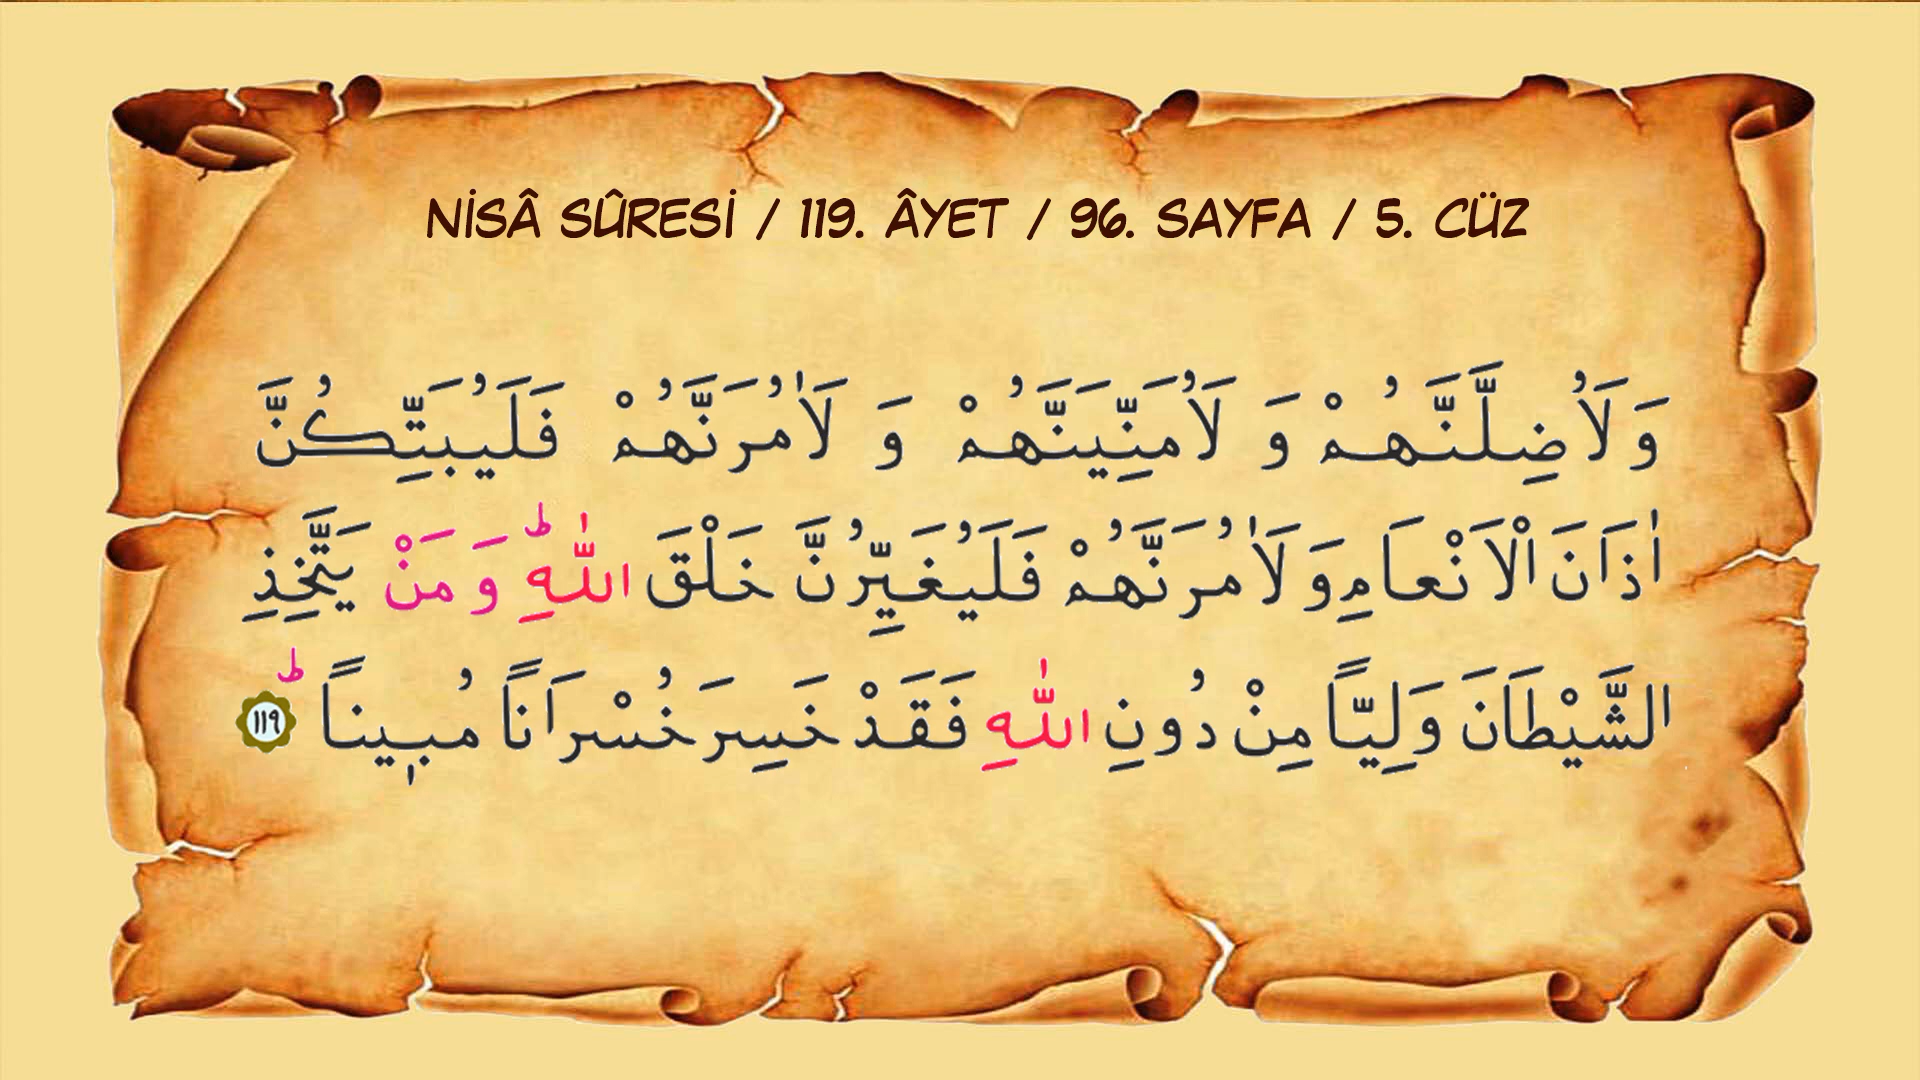 NİSÂ SÛRESİ / 119. ÂYET / 96. SAYFA / 5. CÜZ
وَلَاُضِلَّنَّهُمْ وَ لَاُمَنِّيَنَّهُمْ وَ لَاٰمُرَنَّهُمْ فَلَيُبَتِّكُنَّ
اٰذَانَ الْاَنْعَامِ وَلَاٰمُرَنَّهُمْ فَلَيُغَيِّرُنَّ خَلْقَ اللّٰهِ ؕ وَ مَنْ يَتَّخِذِ
الشَّيْطَانَ وَلِيًّا مِنْ دُونِ اللّٰهِ فَقَدْ خَسِرَ خُسْرَانًا مُبٖينًا ؕ ١١٩